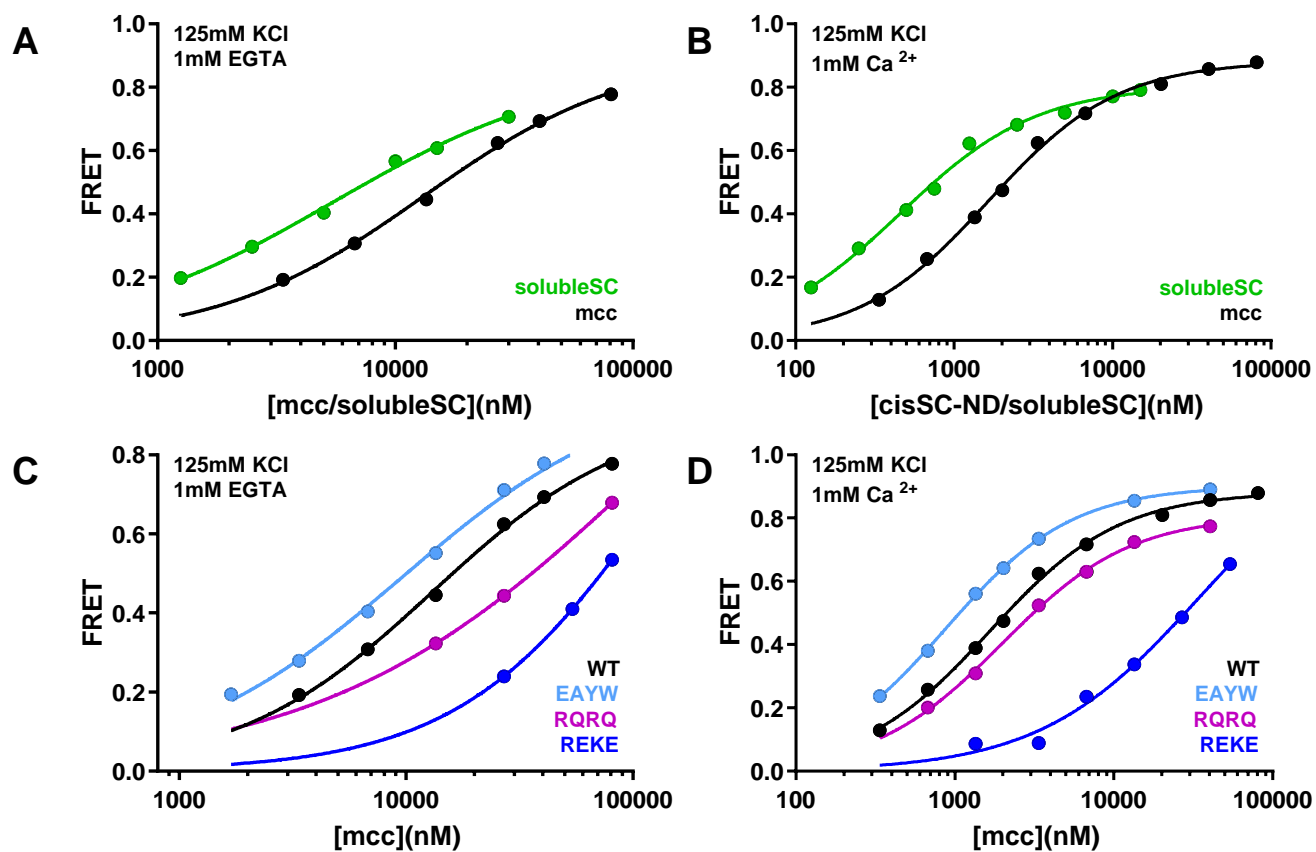 A
125mM KCl
1mM EGTA
FRET
0.8
0.6
0.4
0.2
0.0
1.0
solubleSC
mcc
1000
10000
100000
[mcc/solubleSC](nM)
B
125mM KCl
1mM Ca 2+
FRET
1.0
0.8
0.6
0.4
0.2
0.0
solubleSC
mcc
100
1000
10000
100000
[cisSC-ND/solubleSC](nM)
C
125mM KCl
1mM EGTA
FRET
0.8
0.6
0.4
0.2
0.0
WT
EAYW
RQRQ
REKE
1000
10000
100000
[mcc](nM)
D
125mM KCl
1mM Ca 2+
FRET
1.0
0.8
0.6
0.4
0.2
0.0
WT
EAYW
RQRQ
REKE
100
1000
10000
100000
[mcc](nM)